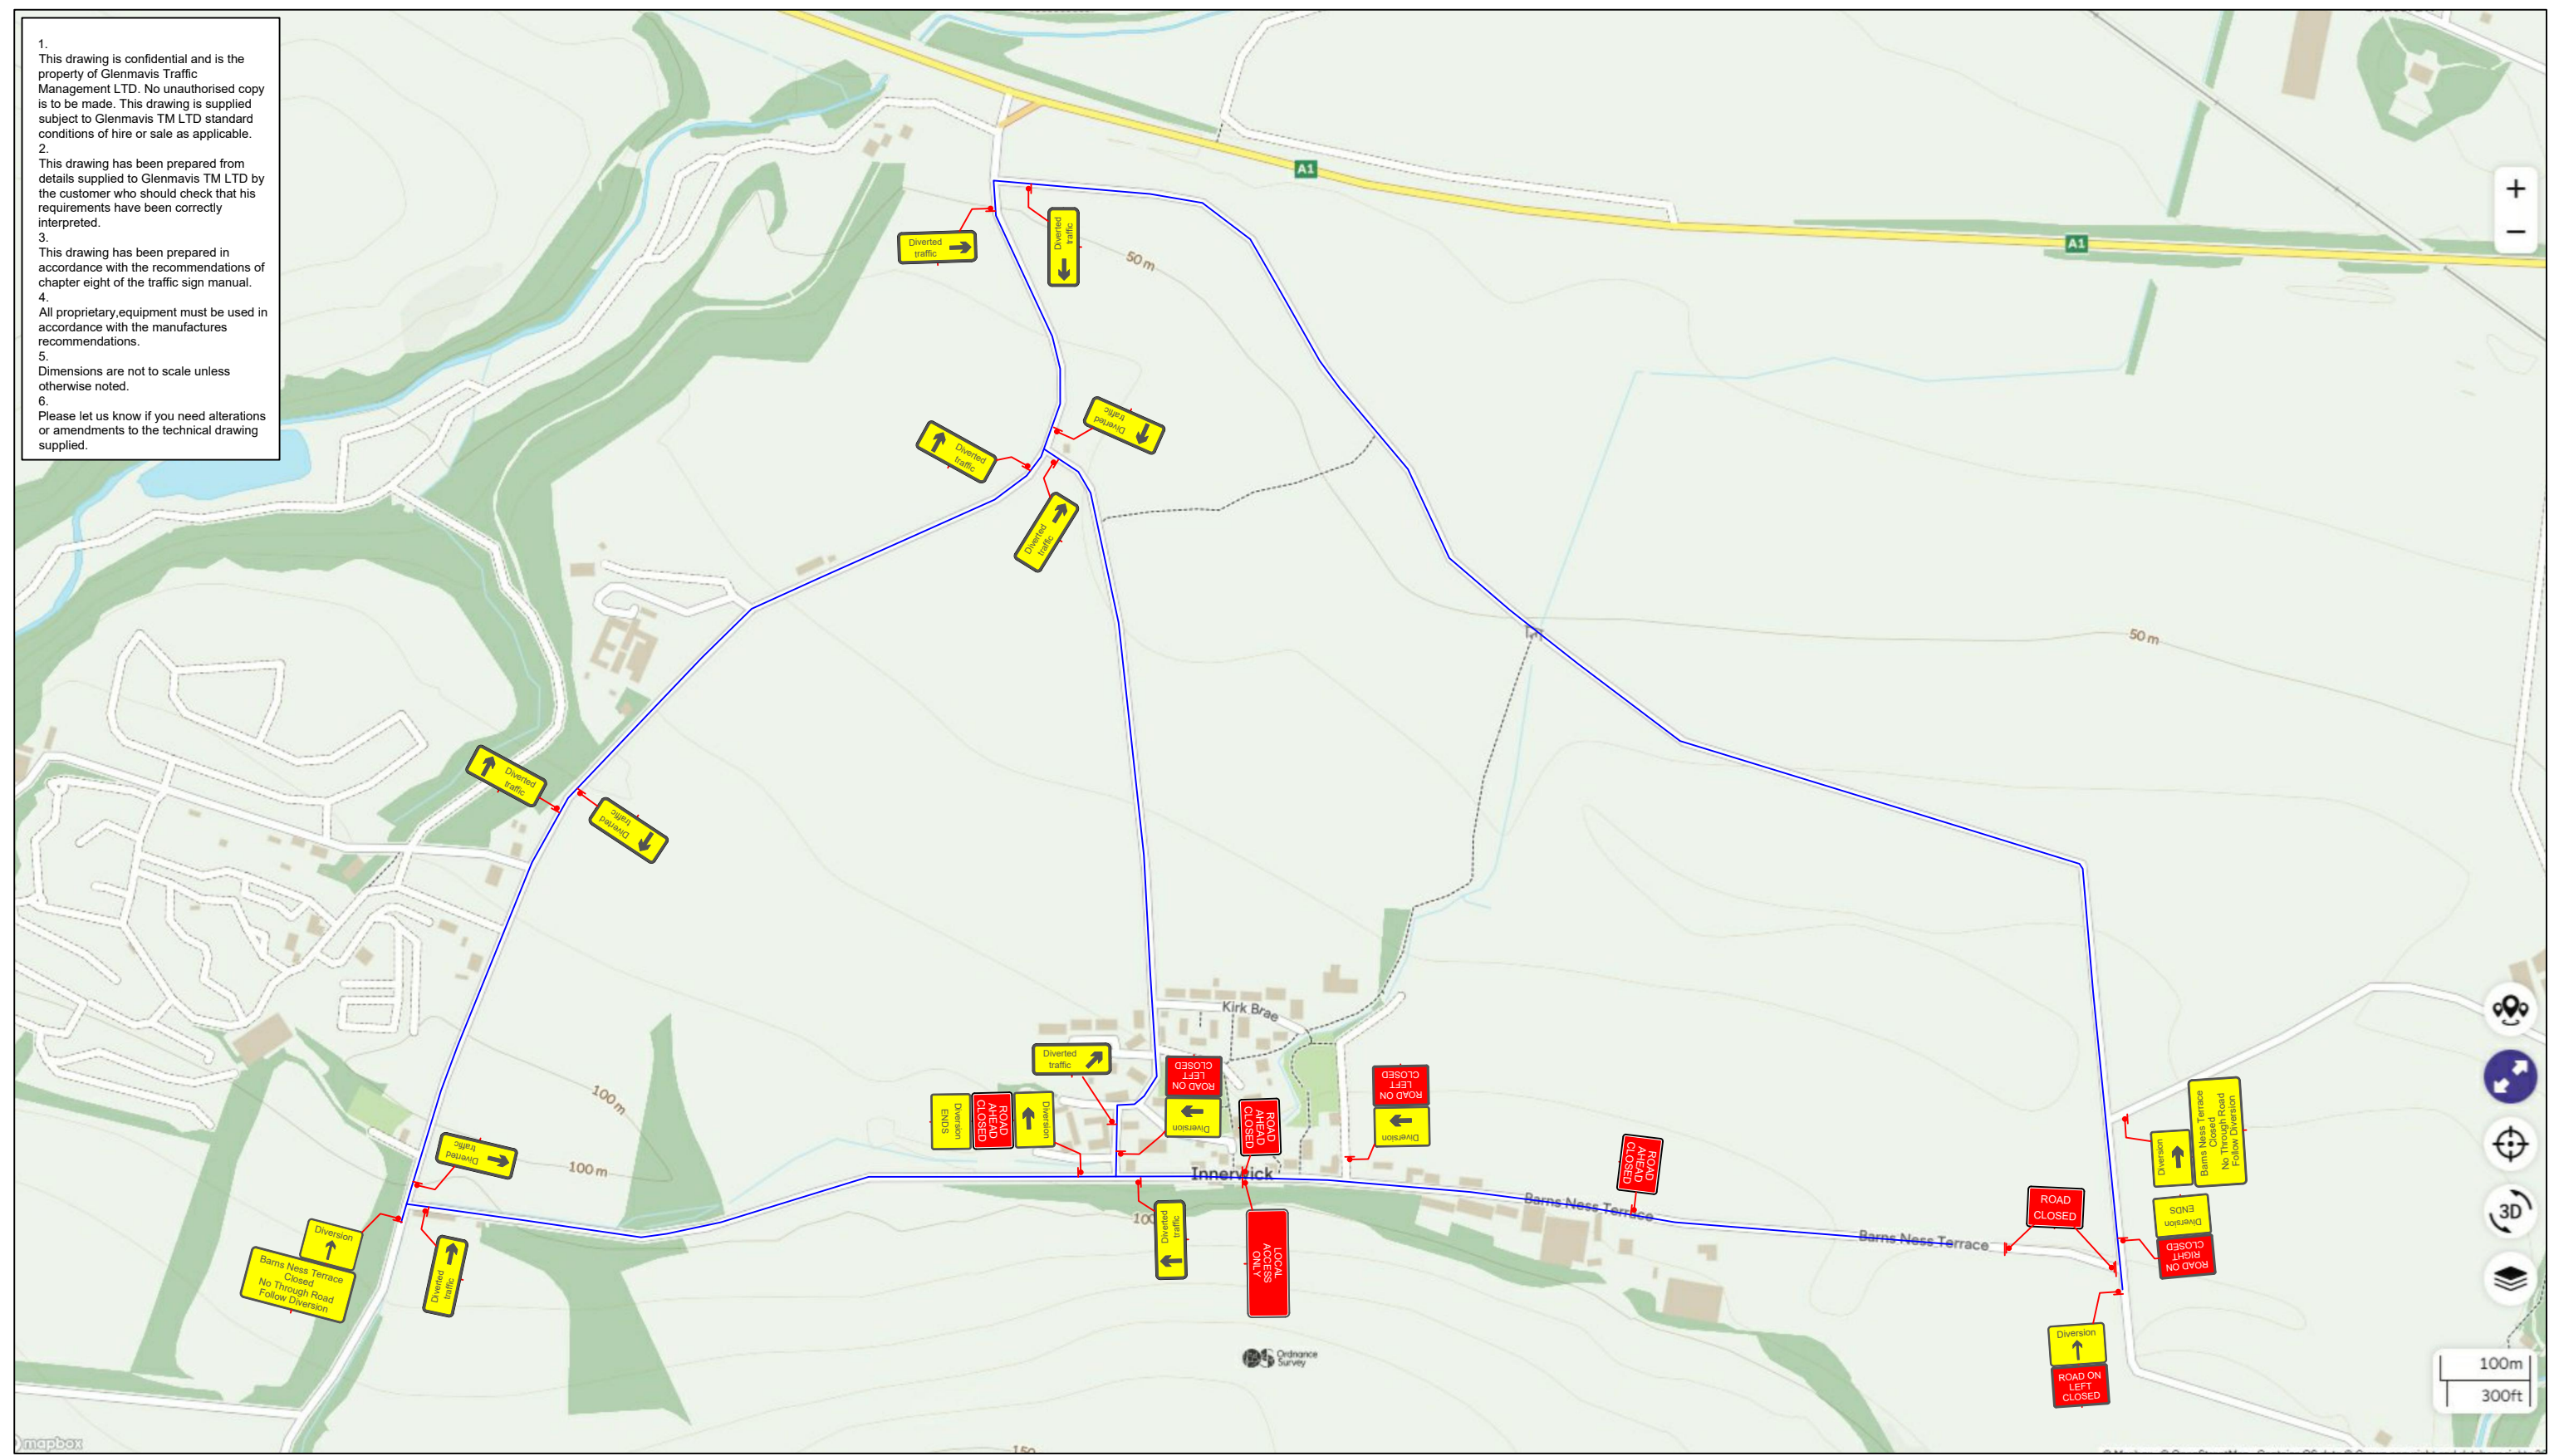 1.
This drawing is confidential and is the
property of Glenmavis Traffic
Management LTD. No unauthorised copy
is to be made. This drawing is supplied
subject to Glenmavis TM LTD standard
conditions of hire or sale as applicable.
2.
This drawing has been prepared from
details supplied to Glenmavis TM LTD by
the customer who should check that his
requirements have been correctly
interpreted.
3.
This drawing has been prepared in
accordance with the recommendations of
chapter eight of the traffic sign manual.
4.
All proprietary,equipment must be used in
accordance with the manufactures
recommendations.
5.
Dimensions are not to scale unless
otherwise noted.
6.
Please let us know if you need alterations
or amendments to the technical drawing
supplied.
A1
A1
Diverted
traffic
Diverted
traffic
50 m
Diverted
traffic
Diverted
traffic
Diverted
traffic
50 m
Diverted
traffic
Diverted
traffic
Kirk Brae
Diverted
traffic
ROAD ON
LEFT
CLOSED
Diversion
ROAD ON
LEFT
CLOSED
Diversion
Diversion
ENDS
ROAD
AHEAD
CLOSED
Diversion
ROAD
AHEAD
CLOSED
100 m
100 m
Diverted
traffic
Innerwick
ROAD
AHEAD
CLOSED
Barns Ness Terrace
Barns Ness Terrace
ROAD
CLOSED
Diversion
Barns Ness Terrace
Closed
No Through Road
Follow Diversion
Diversion
ENDS
ROAD ON
RIGHT
CLOSED
Diversion
Barns Ness Terrace
Closed
No Through Road
Follow Diversion
Diverted
traffic
100
Diverted
traffic
LOCAL
ACCESS
ONLY
Diversion
ROAD ON
LEFT
CLOSED
Ordnance
Survey
3D
100m
300ft
mapbox
150